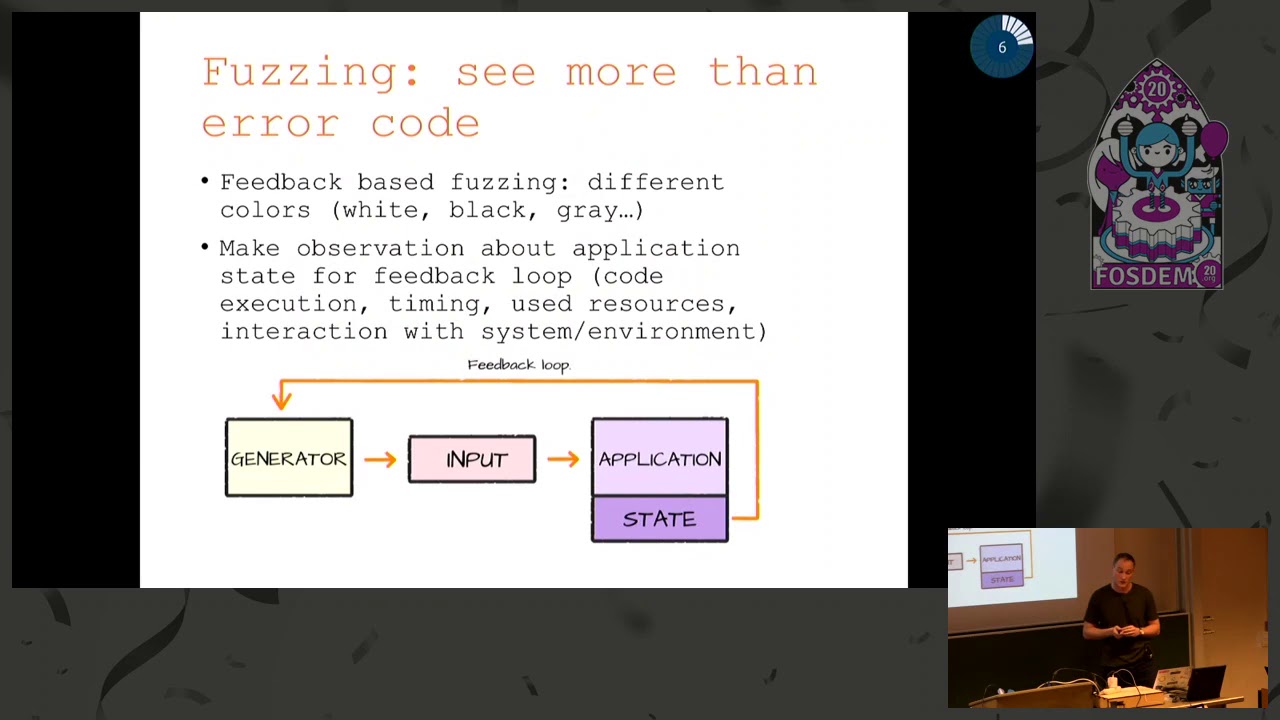 Fuzzing: see more than
error code
• Feedback based fuzzing: different
colors (white, black, gray…)
• Make observation about application
state for feedback loop (code
execution, timing, used resources,
interaction with system/environment)
Feedback loop.
GENERATOR
INPUT
APPLICATION
STATE
6
20
FOSDEM
20
.org
APPLICATION
STATE